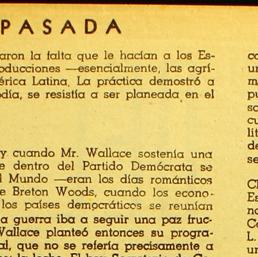 PASADA
aron la falta que le hacían a los Es-
oducciones —esencialmente, las agrí-
érica Latina. La práctica demostró a
odía, se resistía a ser planeada en el
y cuando Mr. Wallace sostenía una
e dentro del Partido Demócrata se
l Mundo —eran los días románticos
e Breton Woods, cuando los econo-
los países democráticos se reunían
a guerra iba a seguir una paz fruc-
Wallace planteó entonces su progra-
al, que no se refería precisamente a